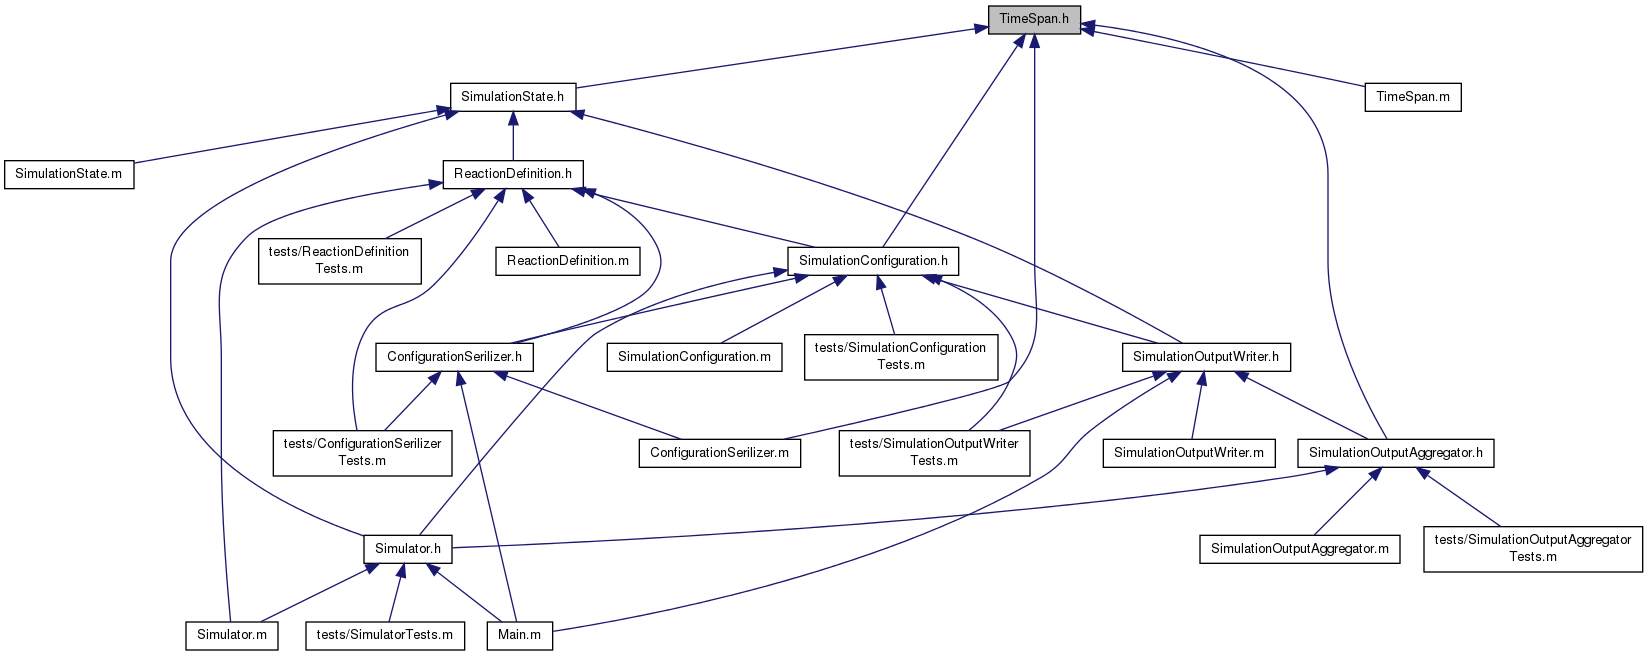 TimeSpan.h
SimulationState.h
TimeSpan.m
SimulationState.m
ReactionDefinition.h
tests/ReactionDefinition
Tests.m
ReactionDefinition.m
SimulationConfiguration.h
ConfigurationSerilizer.h
SimulationConfiguration.m
tests/SimulationConfiguration
Tests.m
SimulationOutputWriter.h
tests/ConfigurationSerilizer
Tests.m
ConfigurationSerilizer.m
tests/SimulationOutputWriter
Tests.m
SimulationOutputWriter.m
SimulationOutputAggregator.h
Simulator.h
SimulationOutputAggregator.m
tests/SimulationOutputAggregator
Tests.m
Simulator.m
tests/SimulatorTests.m
Main.m